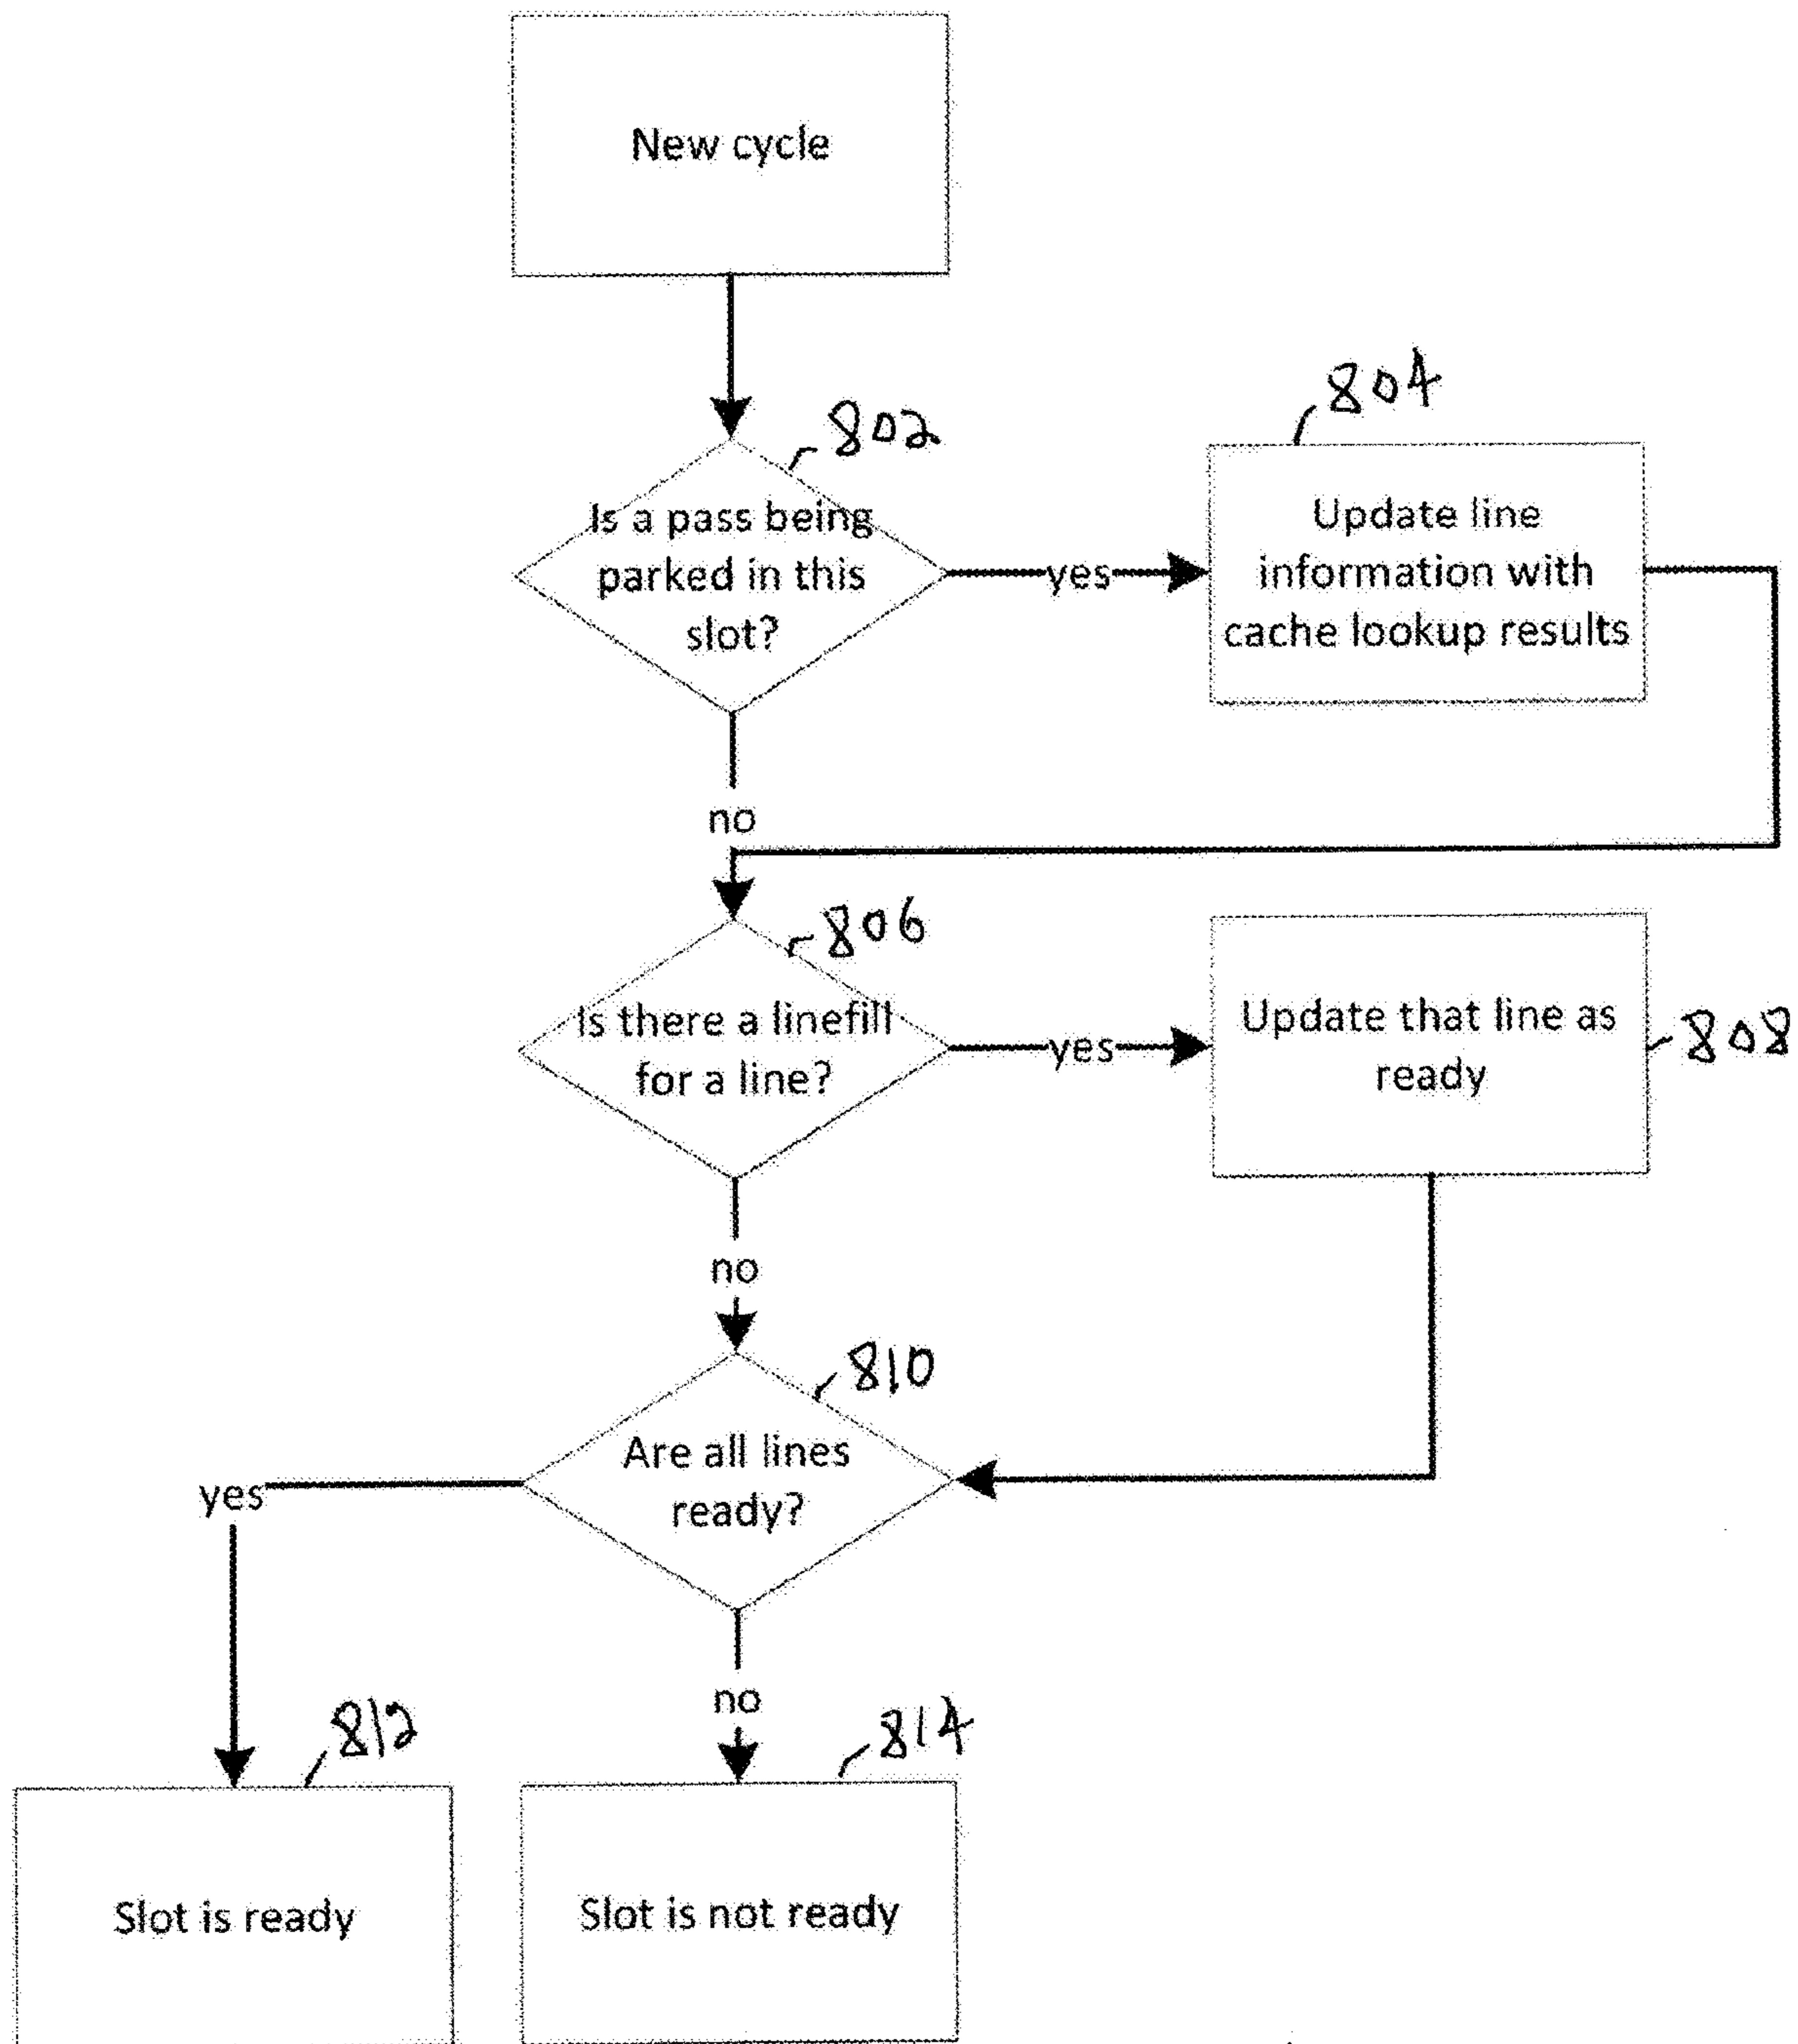 New cycle
802
804
Is a pass being
parked in this
slot?
yes
Update line
information with
cache lookup results
no
806
Is there a linefill
for a line?
yes
Update that line as
ready
808
no
810
Are all lines
ready?
yes
no
812
814
Slot is ready
Slot is not ready